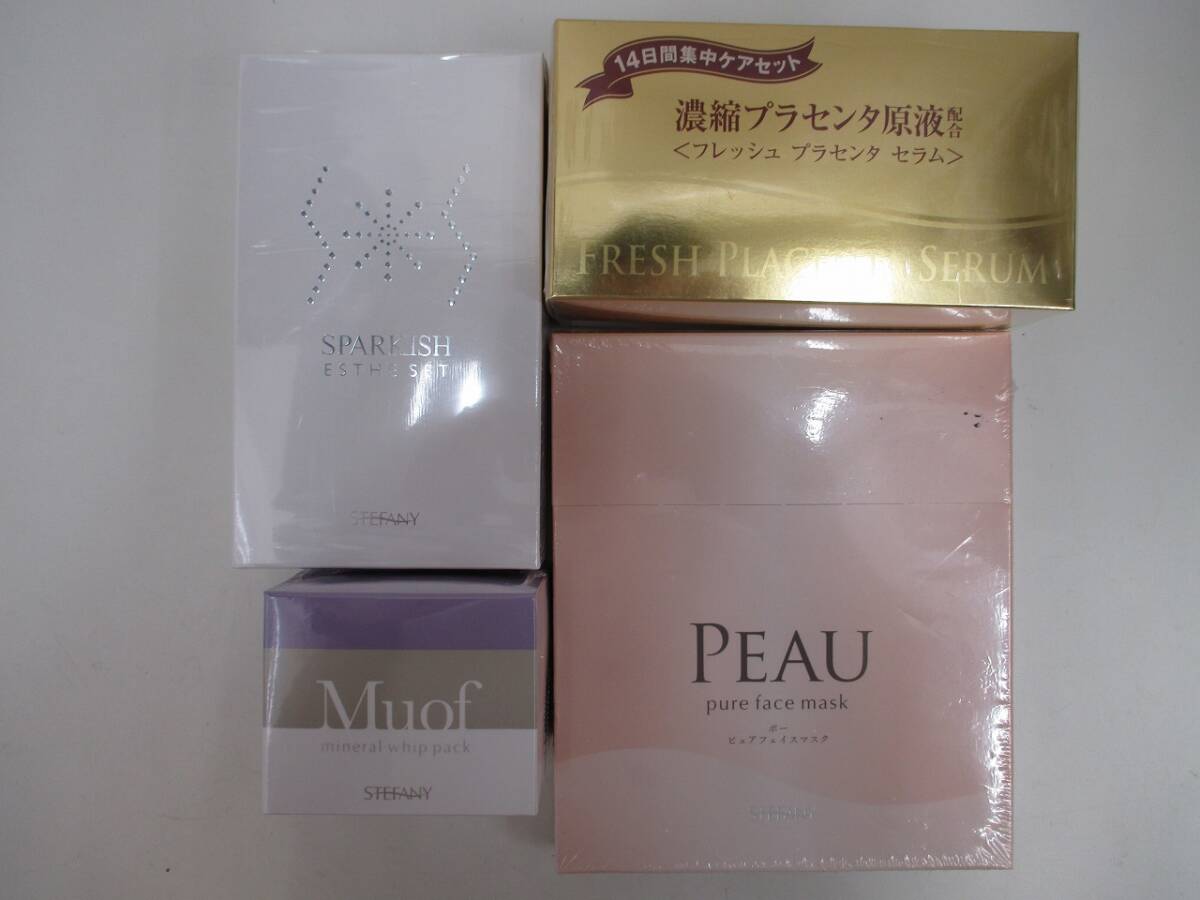 SPARKISH
ESTHE SET
STEFANY
14日間集中ケアセット
濃縮プラセンタ原液配合
<フレッシュ プラセンタ セラム>
FRESH PLACENTA SERUM
Muof
mineral whip pack
STEFANY
PEAU
pure face mask
ポー
ピュアフェイスマスク
STEFANY